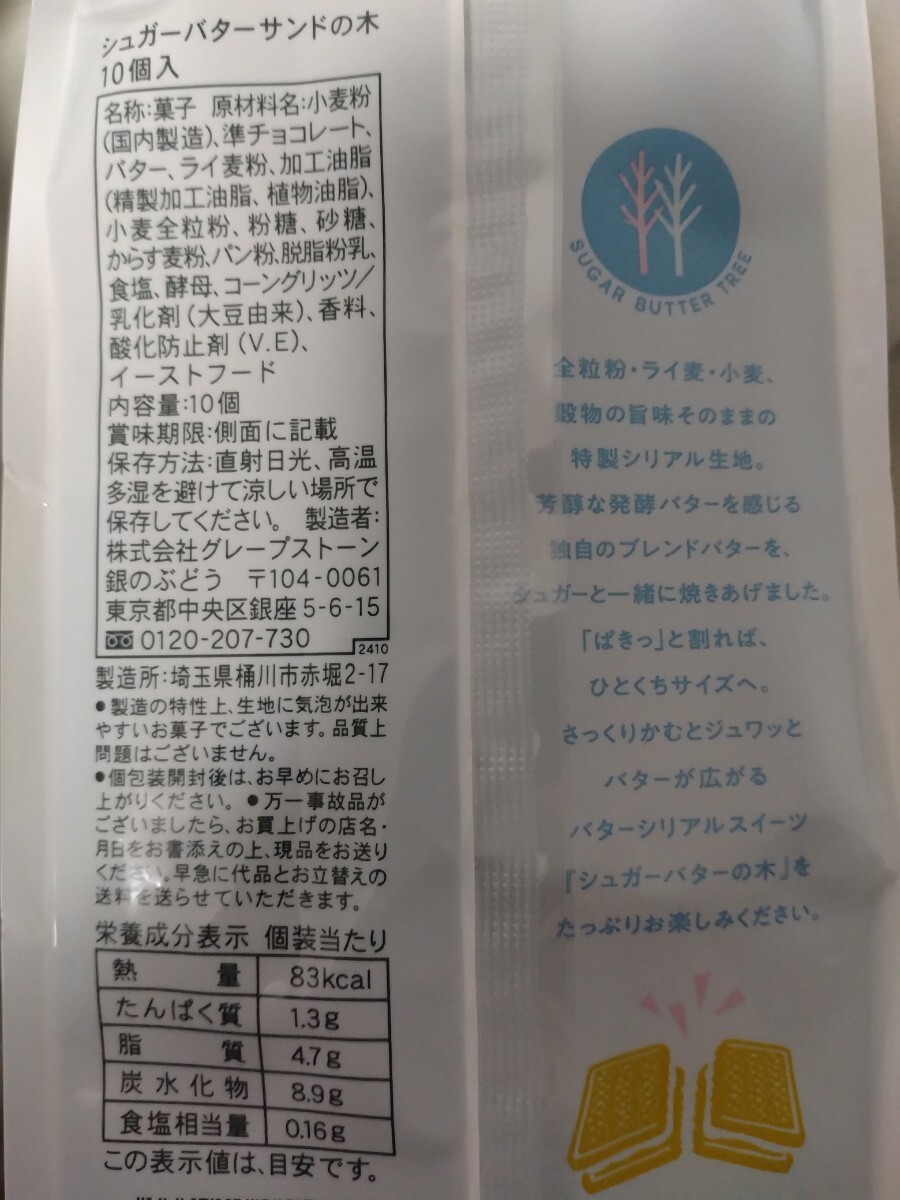 シュガーバターサンドの木
10個入
名称:菓子 原材料名:小麦粉
(国内製造)、準チョコレート、
バター、ライ麦粉、加工油脂
(精製加工油脂、植物油脂)、
小麦全粒粉、粉糖、砂糖、
からす麦粉、パン粉、脱脂粉乳、
食塩、酵母、コーングリッツ/
乳化剤(大豆由来)、香料、
酸化防止剤(V.E)、
イーストフード
内容量:10個
賞味期限:側面に記載
保存方法:直射日光、高温
多湿を避けて涼しい場所で
保存してください。 製造者:
株式会社グレープストーン
銀のぶどう 〒104-0061
東京都中央区銀座5-6-15
0120-207-730
2410
製造所:埼玉県桶川市赤堀2-17
●製造の特性上、生地に気泡が出来
やすいお菓子でございます。品質上
問題はございません。
●個包装開封後は、お早めにお召し
上がりください。●万一事故品が
ございましたら、お買上げの店名・
月日をお書添えの上、現品をお送り
ください。早急に代品とお立替えの
送料を送らせていただきます。
栄養成分表示 個装当たり
熱量 83kcal
たんぱく質 1.3g
脂質 4.7g
炭水化物 8.9g
食塩相当量 0.16g
この表示値は、目安です。
SUGAR BUTTER TREE
全粒粉・ライ麦・小麦、
穀物の旨味そのままの
特製シリアル生地。
芳醇な発酵バターを感じる
独自のブレンドバターを、
シュガーと一緒に焼きあげました。
「ぱきっ」と割れば、
ひとくちサイズへ。
さっくりかむとジュワッと
バターが広がる
バターシリアルスイーツ
『シュガーバターの木』を
たっぷりお楽しみください。